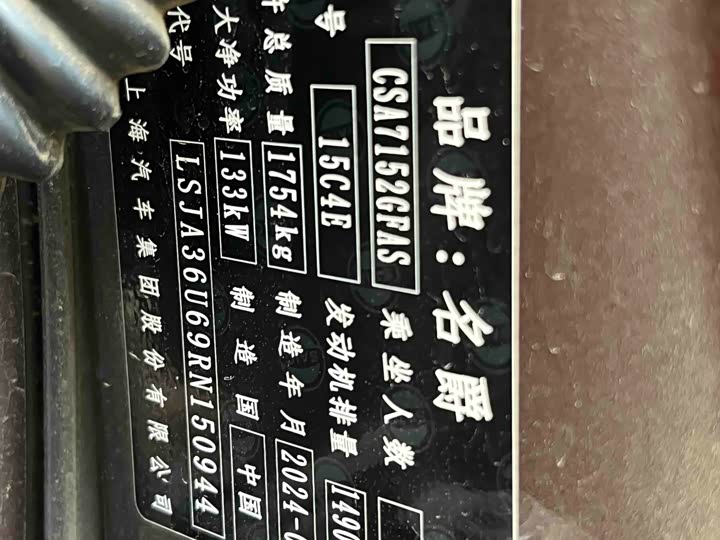 品牌：名爵
CSA7152GFAS 乘坐人数
号 15C4E 发动机排量 1490
总质量 1754kg 制造年月 2024-0
大净功率 133kW 制造国 中国
代号 LSJA36U69RN150944
上海汽车集团股份有限公司